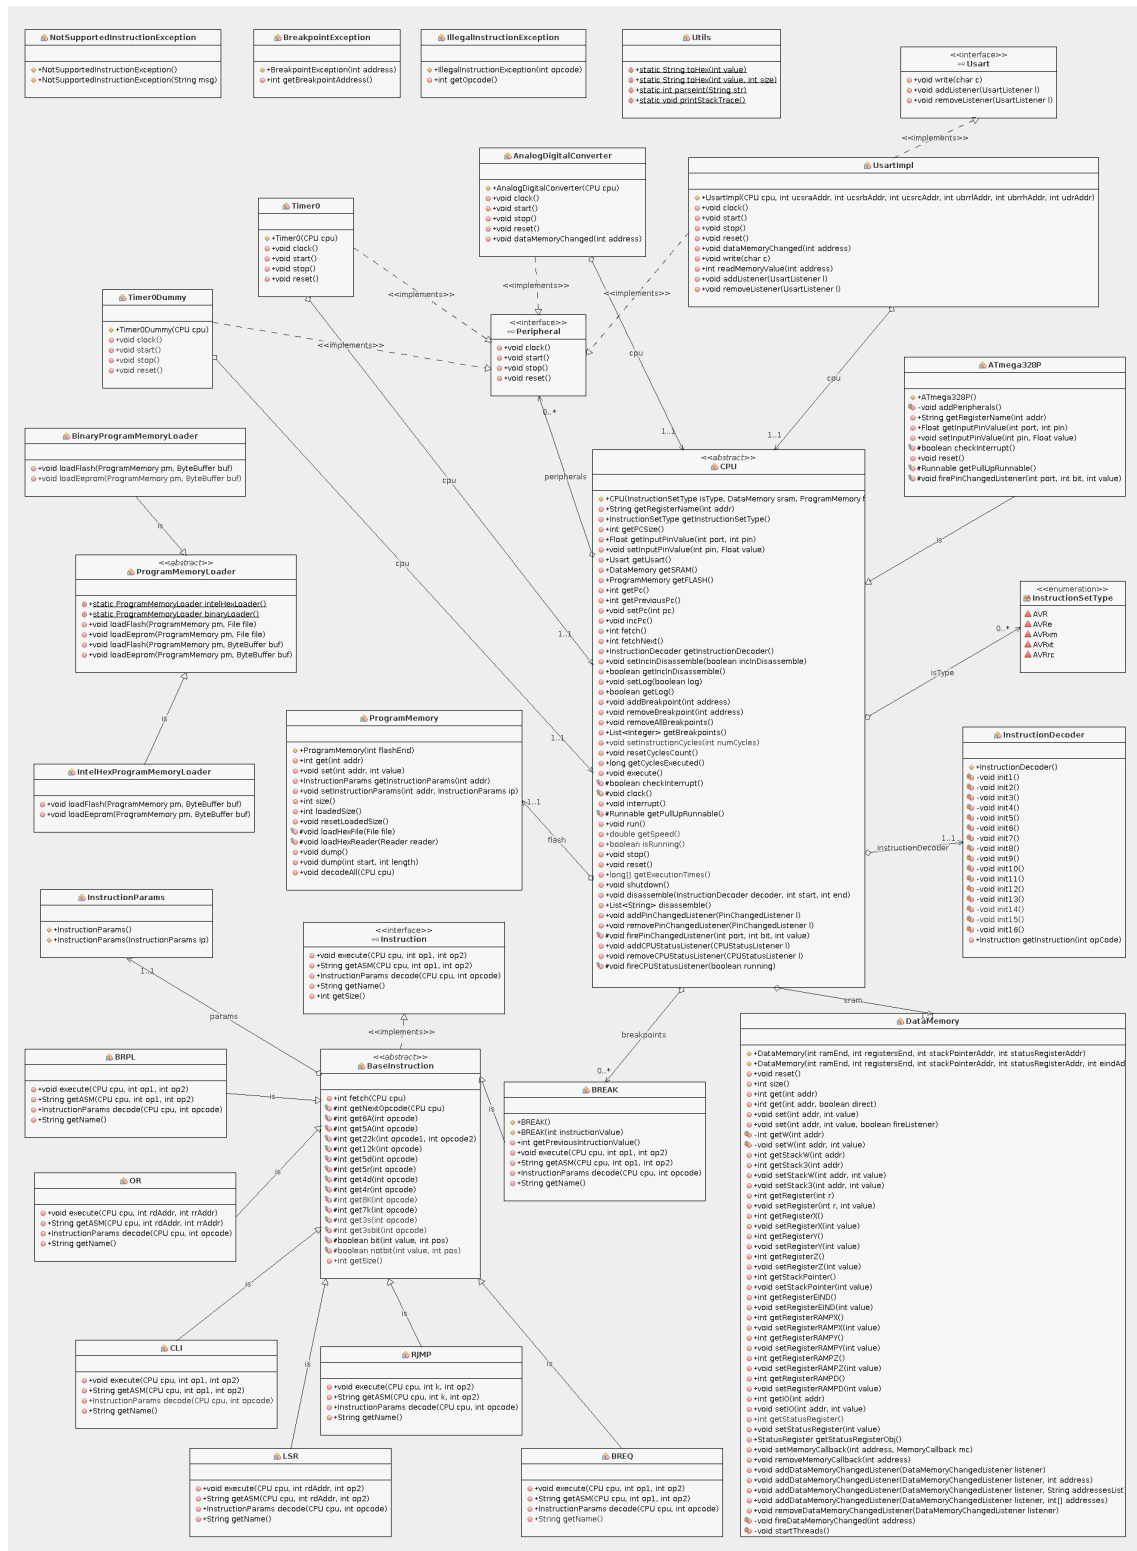 NotSupportedInstructionException
+NotSupportedInstructionException()
+NotSupportedInstructionException(String msg)
BreakpointException
+BreakpointException(int address)
+int getBreakpointAddress()
IllegalInstructionException
+IllegalInstructionException(int opcode)
+int getOpcode()
Utils
+static String toHex(int value)
+static String toHex(int value, int size)
+static int parseInt(String str)
+static void printStackTrace()
<<interface>>
Usart
+void write(char c)
+void addListener(UsartListener l)
+void removeListener(UsartListener l)
<<implements>>
AnalogDigitalConverter
+AnalogDigitalConverter(CPU cpu)
+void clock()
+void start()
+void stop()
+void reset()
+void dataMemoryChanged(int address)
UsartImpl
+UsartImpl(CPU cpu, int ucsraAddr, int ucsrbAddr, int ucsrcAddr, int ubrrlAddr, int ubrrhAddr, int udrAddr)
+void clock()
+void start()
+void stop()
+void reset()
+void dataMemoryChanged(int address)
+void write(char c)
+int readMemoryValue(int address)
+void addListener(UsartListener l)
+void removeListener(UsartListener l)
Timer0
+Timer0(CPU cpu)
+void clock()
+void start()
+void stop()
+void reset()
Timer0Dummy
+Timer0Dummy(CPU cpu)
+void clock()
+void start()
+void stop()
+void reset()
<<implements>>
<<implements>>
<<implements>>
<<implements>>
<<interface>>
Peripheral
+void clock()
+void start()
+void stop()
+void reset()
cpu
cpu
1..1
1..1
0..*
peripherals
cpu
1..1
cpu
1..1
ATmega328P
+ATmega328P()
-void addPeripherals()
+String getRegisterName(int addr)
+Float getInputPinValue(int port, int pin)
+void setInputPinValue(int pin, Float value)
#boolean checkInterrupt()
+void reset()
#Runnable getPullUpRunnable()
#void firePinChangedListener(int port, int bit, int value)
is
BinaryProgramMemoryLoader
+void loadFlash(ProgramMemory pm, ByteBuffer buf)
+void loadEeprom(ProgramMemory pm, ByteBuffer buf)
is
<<abstract>>
ProgramMemoryLoader
+static ProgramMemoryLoader intelHexLoader()
+static ProgramMemoryLoader binaryLoader()
+void loadFlash(ProgramMemory pm, File file)
+void loadEeprom(ProgramMemory pm, File file)
+void loadFlash(ProgramMemory pm, ByteBuffer buf)
+void loadEeprom(ProgramMemory pm, ByteBuffer buf)
is
IntelHexProgramMemoryLoader
+void loadFlash(ProgramMemory pm, ByteBuffer buf)
+void loadEeprom(ProgramMemory pm, ByteBuffer buf)
<<abstract>>
CPU
+CPU(InstructionSetType isType, DataMemory sram, ProgramMemory f
+String getRegisterName(int addr)
+InstructionSetType getInstructionSetType()
+int getPCSize()
+Float getInputPinValue(int port, int pin)
+void setInputPinValue(int pin, Float value)
+Usart getUsart()
+DataMemory getSRAM()
+ProgramMemory getFLASH()
+int getPc()
+int getPreviousPc()
+void setPc(int pc)
+void incPc()
+int fetch()
+int fetchNext()
+InstructionDecoder getInstructionDecoder()
+void setIncInDisassemble(boolean incInDisassemble)
+boolean getIncInDisassemble()
+void setLog(boolean log)
+boolean getLog()
+void addBreakpoint(int address)
+void removeBreakpoint(int address)
+void removeAllBreakpoints()
+List<Integer> getBreakpoints()
+void setInstructionCycles(int numCycles)
+void resetCyclesCount()
+long getCyclesExecuted()
+void execute()
#boolean checkInterrupt()
#void clock()
+void interrupt()
#Runnable getPullUpRunnable()
+void run()
+double getSpeed()
+boolean isRunning()
+void stop()
+void reset()
+long[] getExecutionTimes()
+void shutdown()
+void disassemble(InstructionDecoder decoder, int start, int end)
+List<String> disassemble()
+void addPinChangedListener(PinChangedListener l)
+void removePinChangedListener(PinChangedListener l)
#void firePinChangedListener(int port, int bit, int value)
+void addCPUStatusListener(CPUStatusListener l)
+void removeCPUStatusListener(CPUStatusListener l)
#void fireCPUStatusListener(boolean running)
<<enumeration>>
InstructionSetType
AVR
AVRe
AVRxm
AVRxt
AVRrc
0..*
isType
ProgramMemory
+ProgramMemory(int flashEnd)
+int get(int addr)
+void set(int addr, int value)
+InstructionParams getInstructionParams(int addr)
+void setInstructionParams(int addr, InstructionParams ip)
+int size()
+int loadedSize()
+void resetLoadedSize()
#void loadHexFile(File file)
#void loadHexReader(Reader reader)
+void dump()
+void dump(int start, int length)
+void decodeAll(CPU cpu)
1..1
flash
InstructionDecoder
+InstructionDecoder()
-void init1()
-void init2()
-void init3()
-void init4()
-void init5()
-void init6()
-void init7()
-void init8()
-void init9()
-void init10()
-void init11()
-void init12()
-void init13()
-void init14()
-void init15()
-void init16()
+Instruction getInstruction(int opCode)
1..1
instructionDecoder
InstructionParams
+InstructionParams()
+InstructionParams(InstructionParams ip)
1..1
params
<<interface>>
Instruction
+void execute(CPU cpu, int op1, int op2)
+String getASM(CPU cpu, int op1, int op2)
+InstructionParams decode(CPU cpu, int opcode)
+String getName()
+int getSize()
<<implements>>
sram
breakpoints
0..*
DataMemory
+DataMemory(int ramEnd, int registersEnd, int stackPointerAddr, int statusRegisterAddr)
+DataMemory(int ramEnd, int registersEnd, int stackPointerAddr, int statusRegisterAddr, int eindAd
+void reset()
+int size()
+int get(int addr)
+int get(int addr, boolean direct)
+void set(int addr, int value)
+void set(int addr, int value, boolean fireListener)
-int getW(int addr)
-void setW(int addr, int value)
+int getStackW(int addr)
+int getStack3(int addr)
+void setStackW(int addr, int value)
+void setStack3(int addr, int value)
+int getRegister(int r)
+void setRegister(int r, int value)
+int getRegisterX()
+void setRegisterX(int value)
+int getRegisterY()
+void setRegisterY(int value)
+int getRegisterZ()
+void setRegisterZ(int value)
+int getStackPointer()
+void setStackPointer(int value)
+int getRegisterEIND()
+void setRegisterEIND(int value)
+int getRegisterRAMPX()
+void setRegisterRAMPX(int value)
+int getRegisterRAMPY()
+void setRegisterRAMPY(int value)
+int getRegisterRAMPZ()
+void setRegisterRAMPZ(int value)
+int getRegisterRAMPD()
+void setRegisterRAMPD(int value)
+int getIO(int addr)
+void setIO(int addr, int value)
+int getStatusRegister()
+void setStatusRegister(int value)
+StatusRegister getStatusRegisterObj()
+void setMemoryCallback(int address, MemoryCallback mc)
+void removeMemoryCallback(int address)
+void addDataMemoryChangedListener(DataMemoryChangedListener listener)
+void addDataMemoryChangedListener(DataMemoryChangedListener listener, int address)
+void addDataMemoryChangedListener(DataMemoryChangedListener listener, String addressesList)
+void addDataMemoryChangedListener(DataMemoryChangedListener listener, int[] addresses)
+void removeDataMemoryChangedListener(DataMemoryChangedListener listener)
-void fireDataMemoryChanged(int address)
-void startThreads()
BRPL
+void execute(CPU cpu, int op1, int op2)
+String getASM(CPU cpu, int op1, int op2)
+InstructionParams decode(CPU cpu, int opcode)
+String getName()
is
<<abstract>>
BaseInstruction
+int fetch(CPU cpu)
#int getNextOpcode(CPU cpu)
#int get6A(int opcode)
#int get5A(int opcode)
#int get22k(int opcode1, int opcode2)
#int get12k(int opcode)
#int get5d(int opcode)
#int get5r(int opcode)
#int get4d(int opcode)
#int get4r(int opcode)
#int get8K(int opcode)
#int get7k(int opcode)
#int get3s(int opcode)
#int get3sbit(int opcode)
#boolean bit(int value, int pos)
#boolean notbit(int value, int pos)
+int getSize()
is
BREAK
+BREAK()
+BREAK(int instructionValue)
+int getPreviousIntructionValue()
+void execute(CPU cpu, int op1, int op2)
+String getASM(CPU cpu, int op1, int op2)
+InstructionParams decode(CPU cpu, int opcode)
+String getName()
OR
+void execute(CPU cpu, int rdAddr, int rrAddr)
+String getASM(CPU cpu, int rdAddr, int rrAddr)
+InstructionParams decode(CPU cpu, int opcode)
+String getName()
is
is
CLI
+void execute(CPU cpu, int op1, int op2)
+String getASM(CPU cpu, int op1, int op2)
+InstructionParams decode(CPU cpu, int opcode)
+String getName()
is
is
is
RJMP
+void execute(CPU cpu, int k, int op2)
+String getASM(CPU cpu, int k, int op2)
+InstructionParams decode(CPU cpu, int opcode)
+String getName()
LSR
+void execute(CPU cpu, int rdAddr, int op2)
+String getASM(CPU cpu, int rdAddr, int op2)
+InstructionParams decode(CPU cpu, int opcode)
+String getName()
BREQ
+void execute(CPU cpu, int op1, int op2)
+String getASM(CPU cpu, int op1, int op2)
+InstructionParams decode(CPU cpu, int opcode)
+String getName()